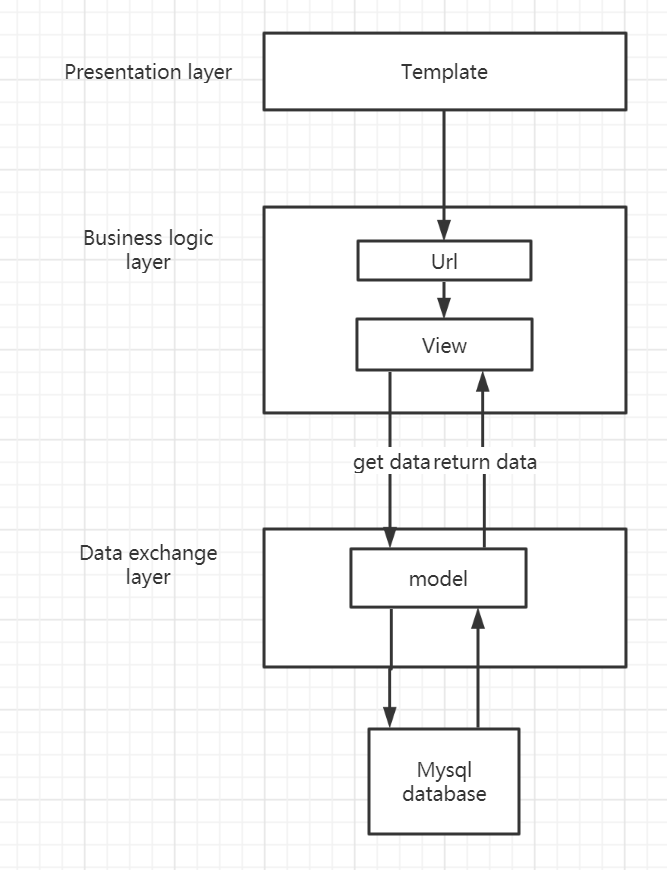 Presentation layer
Template
Business logic
layer
Url
View
get data
return data
Data exchange
layer
model
Mysql
database